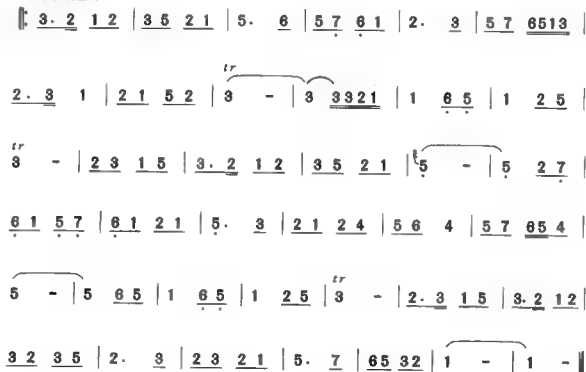 ‖: 3. 2 1 2 | 3 5 2 1 | 5. 6 | 5 7 6 1 | 2. 3 | 5 7 6513 |
2. 3 1 | 2 1 5 2 | tr 3 - | 3 3321 | 1 6 5 | 1 2 5 |
tr 3 - | 2 3 1 5 | 3. 2 1 2 | 3 5 2 1 | 5 - | 5 2 7 |
6 1 5 7 | 6 1 2 1 | 5. 3 | 2 1 2 4 | 5 6 4 | 5 7 65 4 |
5 - | 5 6 5 | 1 6 5 | 1 2 5 | tr 3 - | 2. 3 1 5 | 3. 2 1 2 |
3 2 3 5 | 2. 3 | 2 3 2 1 | 5. 7 | 65 32 | 1 - | 1 - ‖